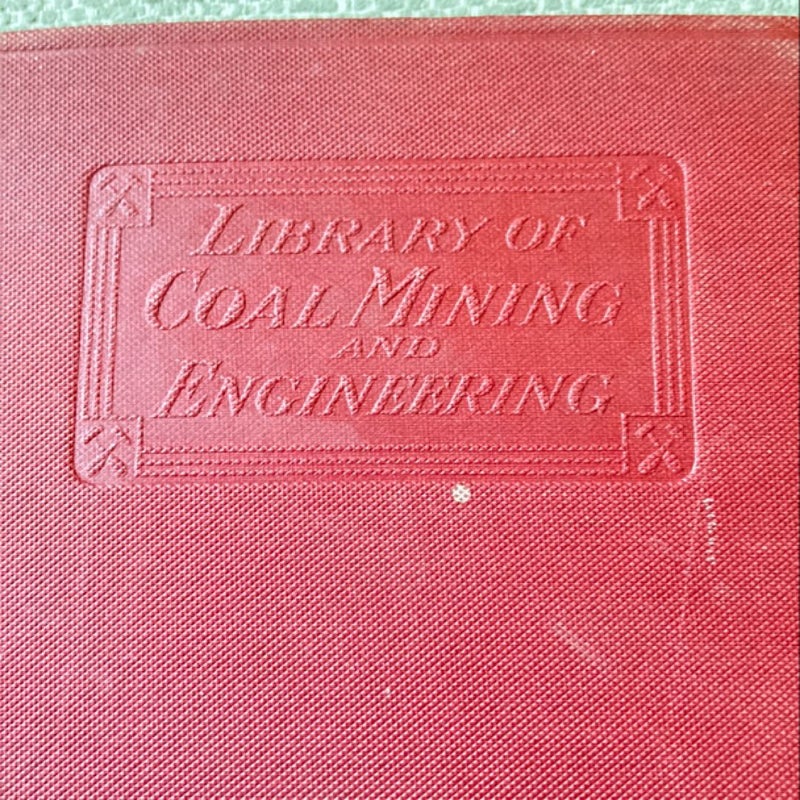 LIBRARY OF
COAL MINING
AND
ENGINEERING